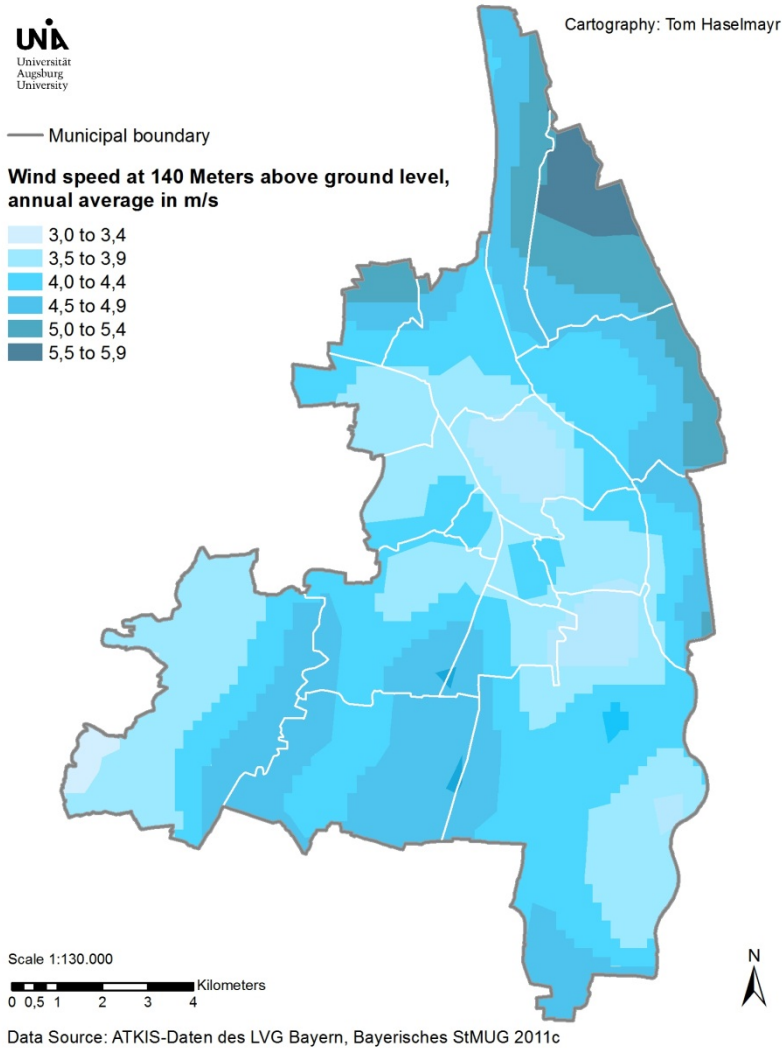 Cartography: Tom Haselmayr
UNIA
Universität
Augsburg
University
Municipal boundary
Wind speed at 140 Meters above ground level,
annual average in m/s
3,0 to 3,4
3,5 to 3,9
4,0 to 4,4
4,5 to 4,9
5,0 to 5,4
5,5 to 5,9
Scale 1:130.000
Kilometers
0 0,5 1 2 3 4
N
Data Source: ATKIS-Daten des LVG Bayern, Bayerisches StMUG 2011c